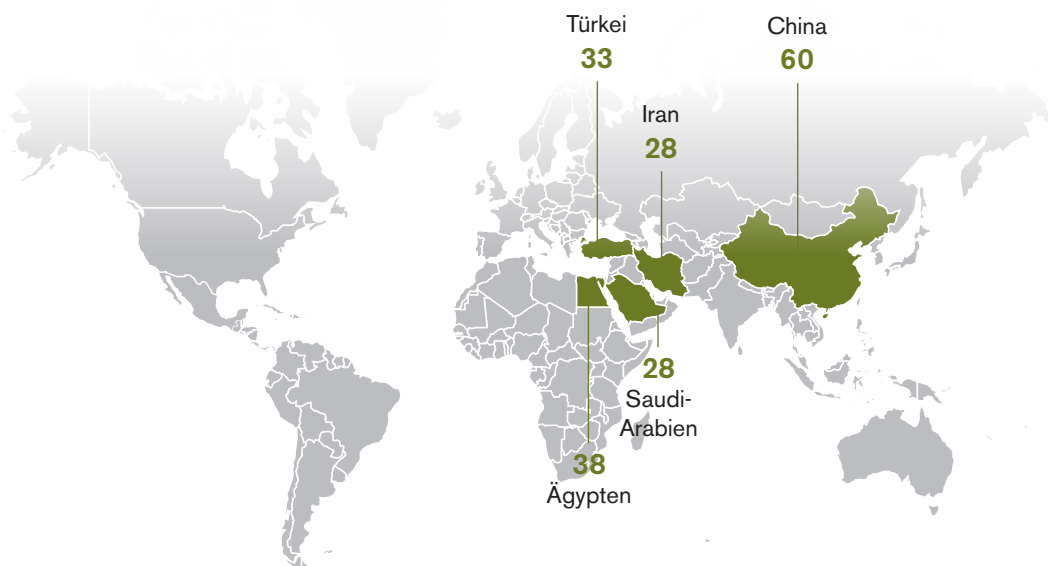 Türkei
33
China
60
Iran
28
28
Saudi-
Arabien
38
Ägypten